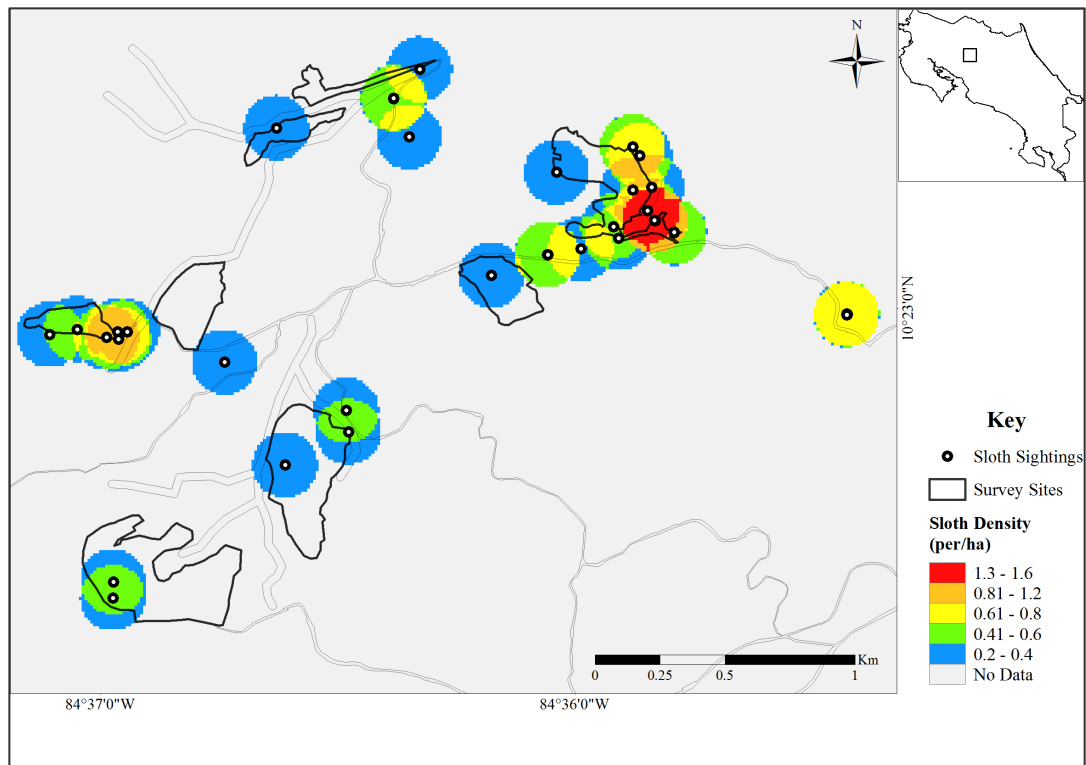 N
10°23'0"N
Key
Sloth Sightings
Survey Sites
Sloth Density
(per/ha)
1.3 - 1.6
0.81 - 1.2
0.61 - 0.8
0.41 - 0.6
0.2 - 0.4
No Data
Km
0 0.25 0.5 1
84°37'0"W 84°36'0"W